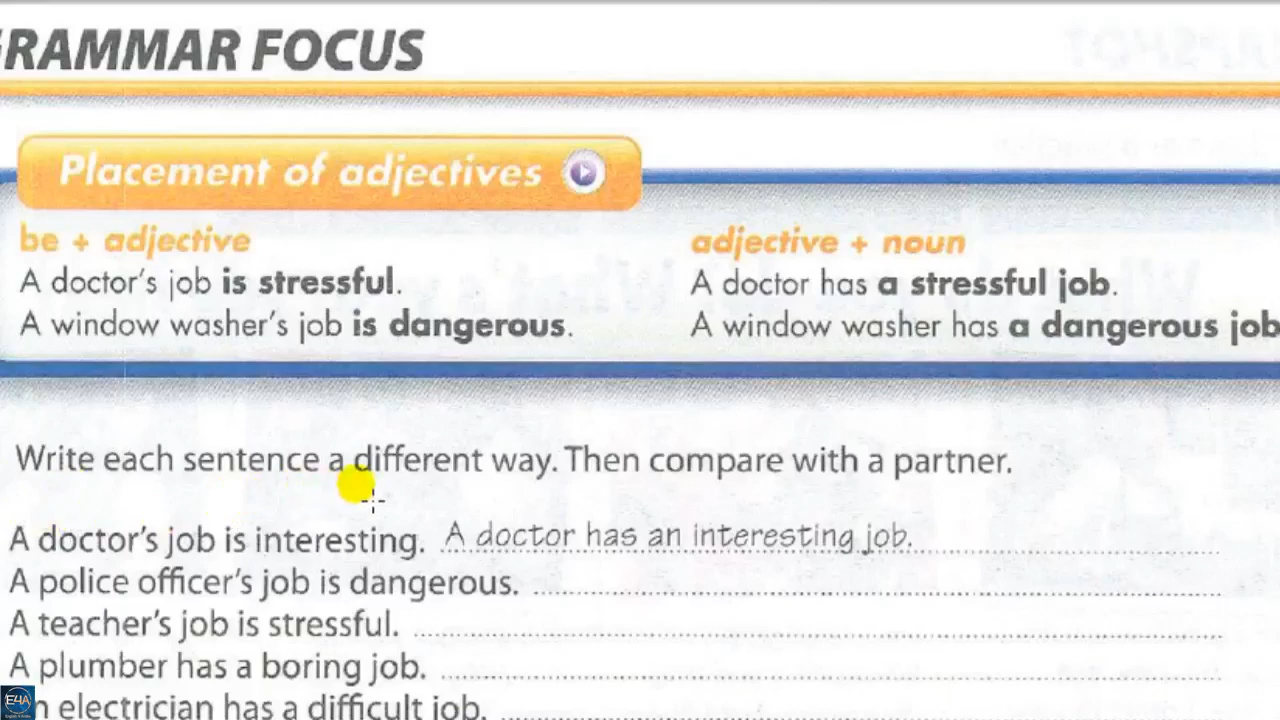 GRAMMAR FOCUS
Placement of adjectives
be + adjective
A doctor's job is stressful.
A window washer's job is dangerous.
adjective + noun
A doctor has a stressful job.
A window washer has a dangerous job
Write each sentence a different way. Then compare with a partner.
A doctor's job is interesting. A doctor has an interesting job.
A police officer's job is dangerous.
A teacher's job is stressful.
A plumber has a boring job.
n electrician has a difficult job.
E4A